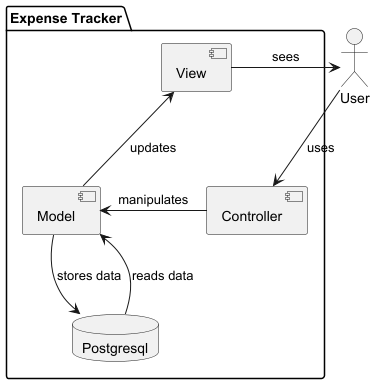 Expense Tracker
View
sees
User
updates
uses
Model
manipulates
Controller
stores data
reads data
Postgresql